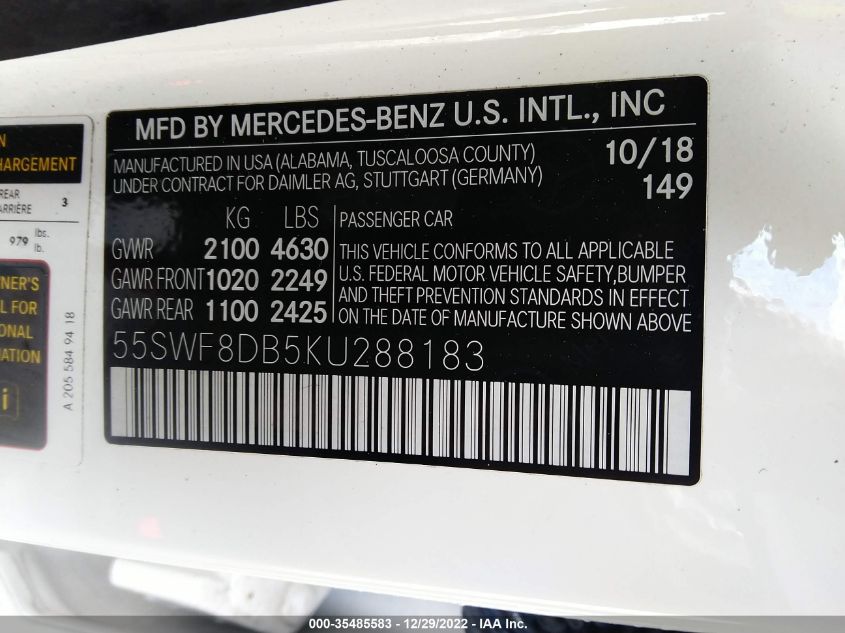 N
HARGEMENT
REAR
ARRIÈRE 3
979 lbs.
lb.
NER'S
L FOR
ONAL
MATION
i
A 205 584 94 18
MFD BY MERCEDES-BENZ U.S. INTL., INC
MANUFACTURED IN USA (ALABAMA, TUSCALOOSA COUNTY) 10/18
UNDER CONTRACT FOR DAIMLER AG, STUTTGART (GERMANY) 149
KG LBS PASSENGER CAR
GVWR 2100 4630 THIS VEHICLE CONFORMS TO ALL APPLICABLE
GAWR FRONT 1020 2249 U.S. FEDERAL MOTOR VEHICLE SAFETY, BUMPER
GAWR REAR 1100 2425 AND THEFT PREVENTION STANDARDS IN EFFECT
ON THE DATE OF MANUFACTURE SHOWN ABOVE
55SWF8DB5KU288183
000-35485583 - 12/29/2022 - IAA Inc.